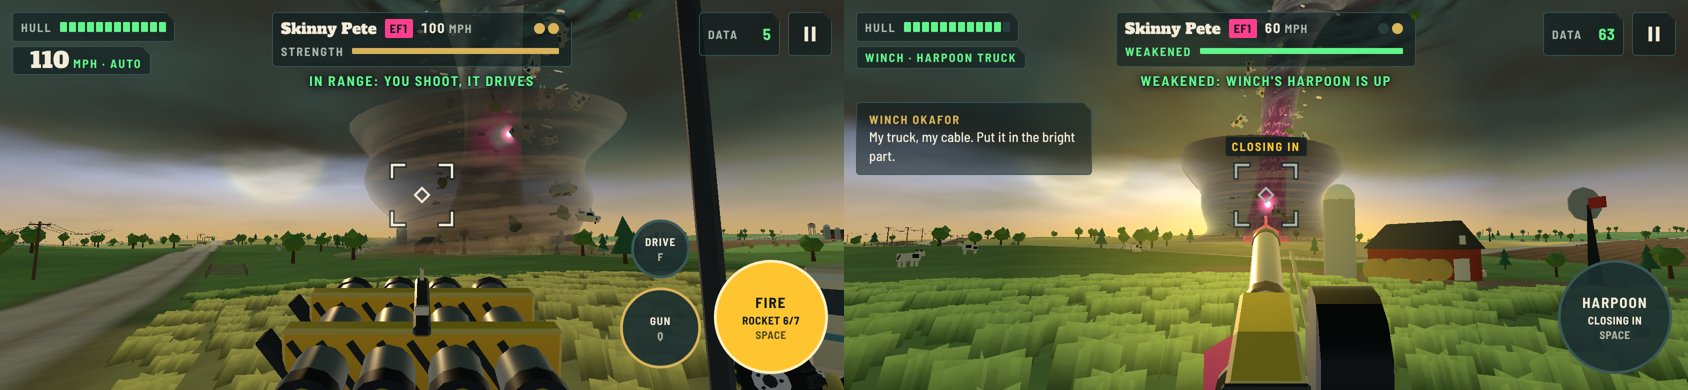 HULL
110 MPH · AUTO
Skinny Pete EF1 100 MPH
STRENGTH
IN RANGE: YOU SHOOT, IT DRIVES
DATA 5
DRIVE
F
GUN
Q
FIRE
ROCKET 6/7
SPACE
HULL
WINCH · HARPOON TRUCK
Skinny Pete EF1 60 MPH
WEAKENED
WEAKENED: WINCH'S HARPOON IS UP
DATA 63
WINCH OKAFOR
My truck, my cable. Put it in the bright
part.
CLOSING IN
HARPOON
CLOSING IN
SPACE